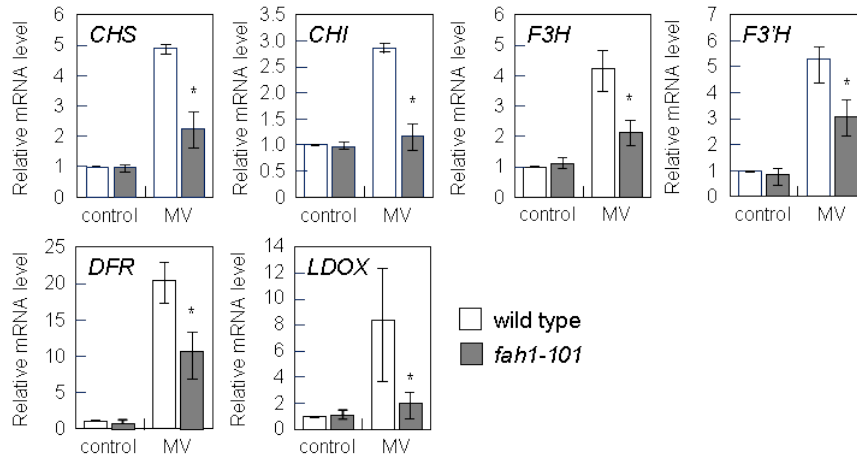 CHS
Relative mRNA level
6
5
4
3
2
1
0
*
control MV
CHI
Relative mRNA level
3.5
3.0
2.5
2.0
1.5
1.0
0.5
0
*
control MV
F3H
Relative mRNA level
6
5
4
3
2
1
0
*
control MV
F3'H
Relative mRNA level
7
6
5
4
3
2
1
0
*
control MV
DFR
Relative mRNA level
25
20
15
10
5
0
*
control MV
LDOX
Relative mRNA level
14
12
10
8
6
4
2
0
*
control MV
wild type
fah1-101